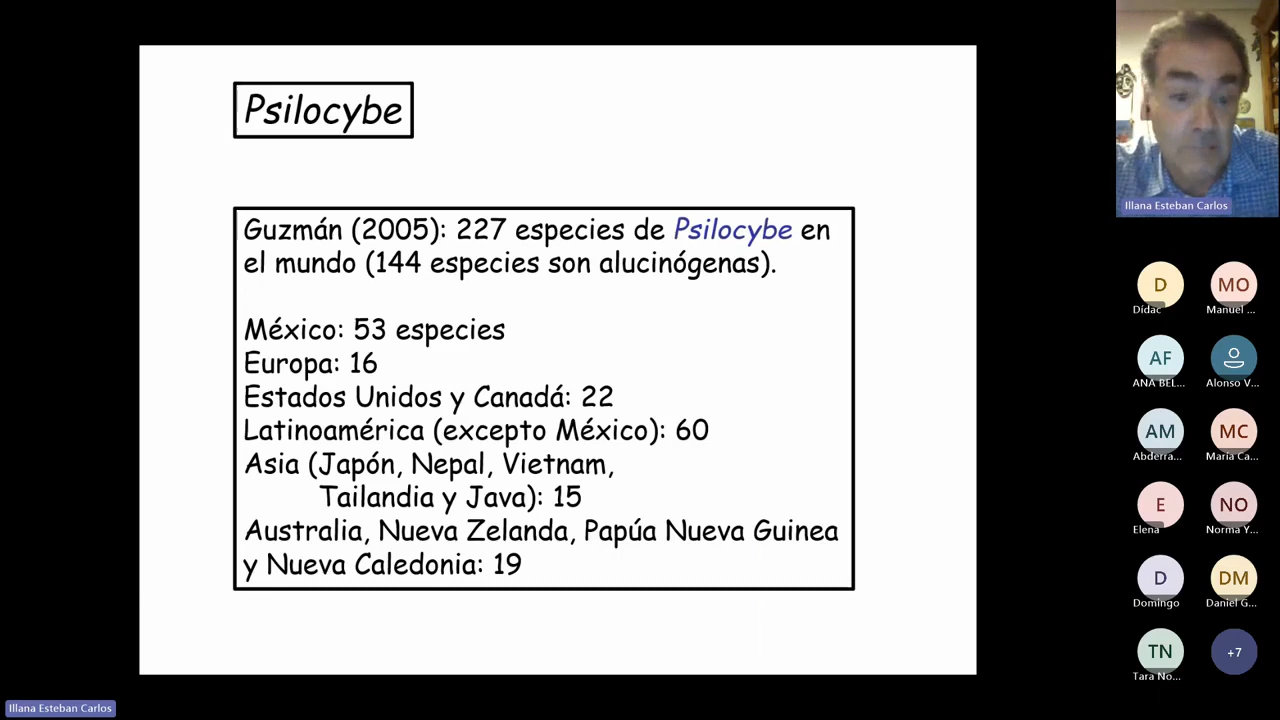 Psilocybe
Guzmán (2005): 227 especies de Psilocybe en
el mundo (144 especies son alucinógenas).
México: 53 especies
Europa: 16
Estados Unidos y Canadá: 22
Latinoamérica (excepto México): 60
Asia (Japón, Nepal, Vietnam,
Tailandia y Java): 15
Australia, Nueva Zelanda, Papúa Nueva Guinea
y Nueva Caledonia: 19
Illana Esteban Carlos
D
Dídac
MO
Manuel ...
AF
ANA BEL...
Alonso V...
AM
Abderra...
MC
María Ca...
E
Elena
NO
Norma Y...
D
Domingo
DM
Daniel G...
TN
Tara No...
+7
Illana Esteban Carlos